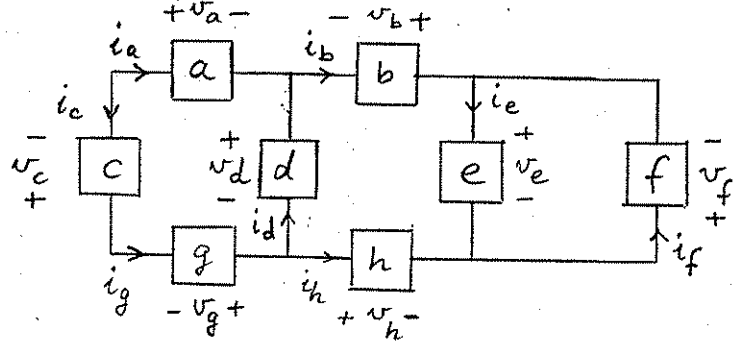 + v_a -
- v_b +
i_a
a
i_b
b
i_c
i_e
-
v_c
+
c
+
v_d
-
d
e
+
v_e
-
f
-
v_f
+
i_d
i_g
g
i_h
h
i_f
- v_g +
+ v_h -